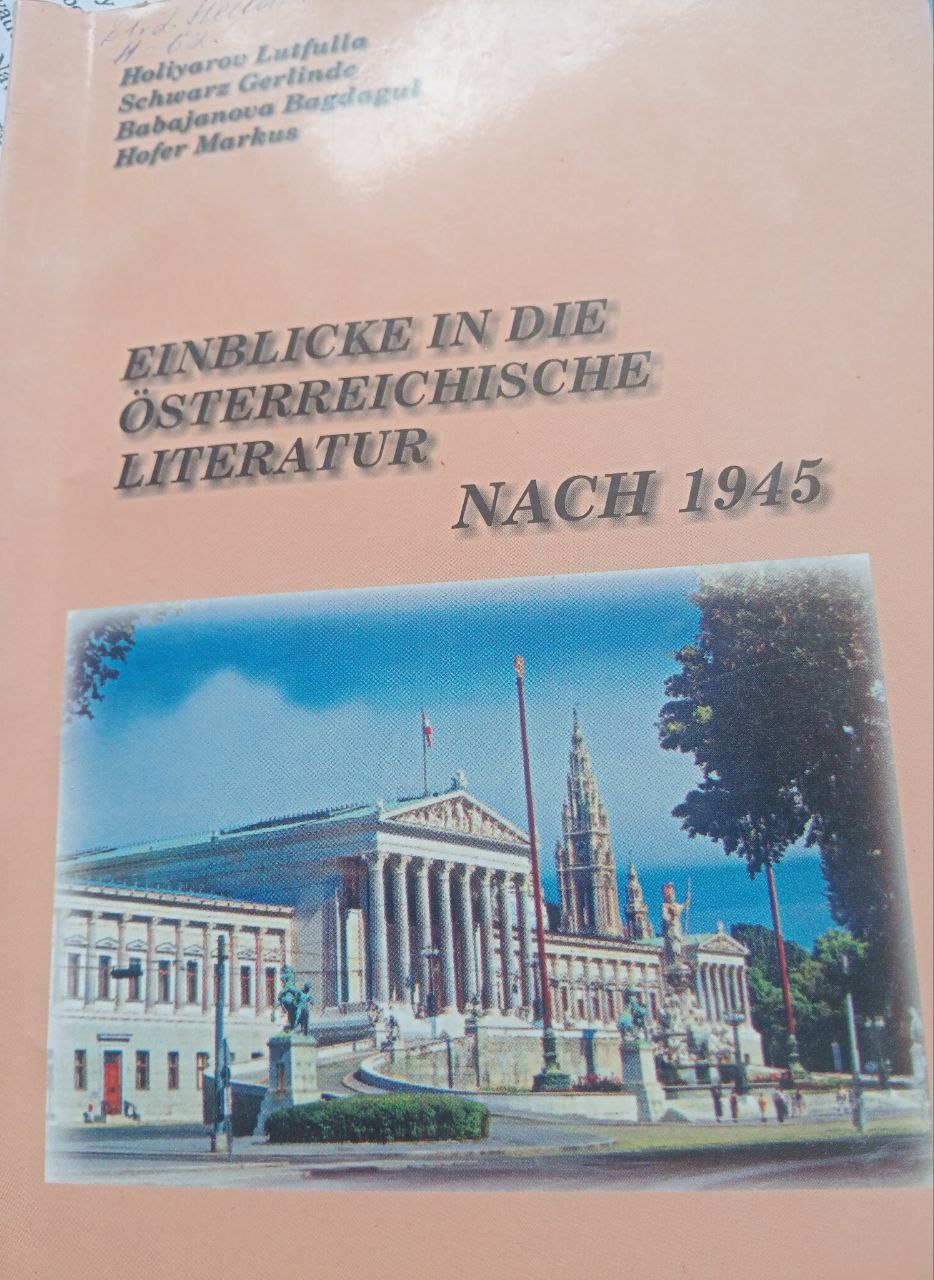 Holiyarov Lutfulla
Schwarz Gerlinde
Babajanova Bagdagul
Hofer Markus
EINBLICKE IN DIE
ÖSTERREICHISCHE
LITERATUR
NACH 1945